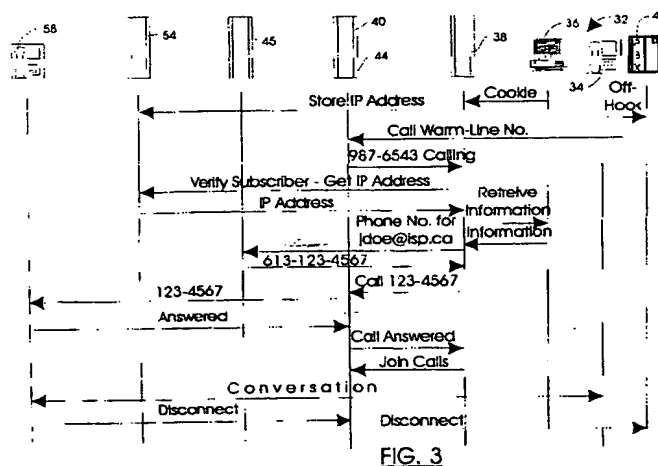 58
54
45
40
44
38
36
32
34
4
Cookie
Off-Hook
Store IP Address
Call Warm-Line No.
987-6543 Calling
Verify Subscriber - Get IP Address
IP Address
Retreive Information
Phone No. for jdoe@isp.ca
Information
613-123-4567
123-4567
Call 123-4567
Answered
Call Answered
Join Calls
Conversation
Disconnect
Disconnect
FIG. 3